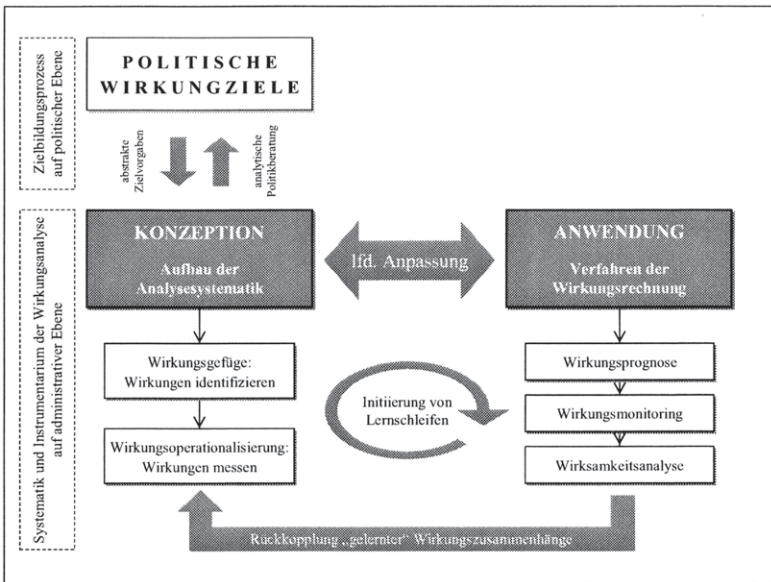 Zielbildungsprozess
auf politischer Ebene
POLITISCHE
WIRKUNGZIELE
abstrakte
Zielvorgaben
analytische
Politikberatung
Systematik und Instrumentarium der Wirkungsanalyse
auf administrativer Ebene
KONZEPTION
Aufbau der
Analysesystematik
lfd. Anpassung
ANWENDUNG
Verfahren der
Wirkungsrechnung
Wirkungsgefüge:
Wirkungen identifizieren
Wirkungsoperationalisierung:
Wirkungen messen
Initiierung von
Lernschleifen
Wirkungsprognose
Wirkungsmonitoring
Wirksamkeitsanalyse
Rückkopplung „gelernter“ Wirkungszusammenhänge